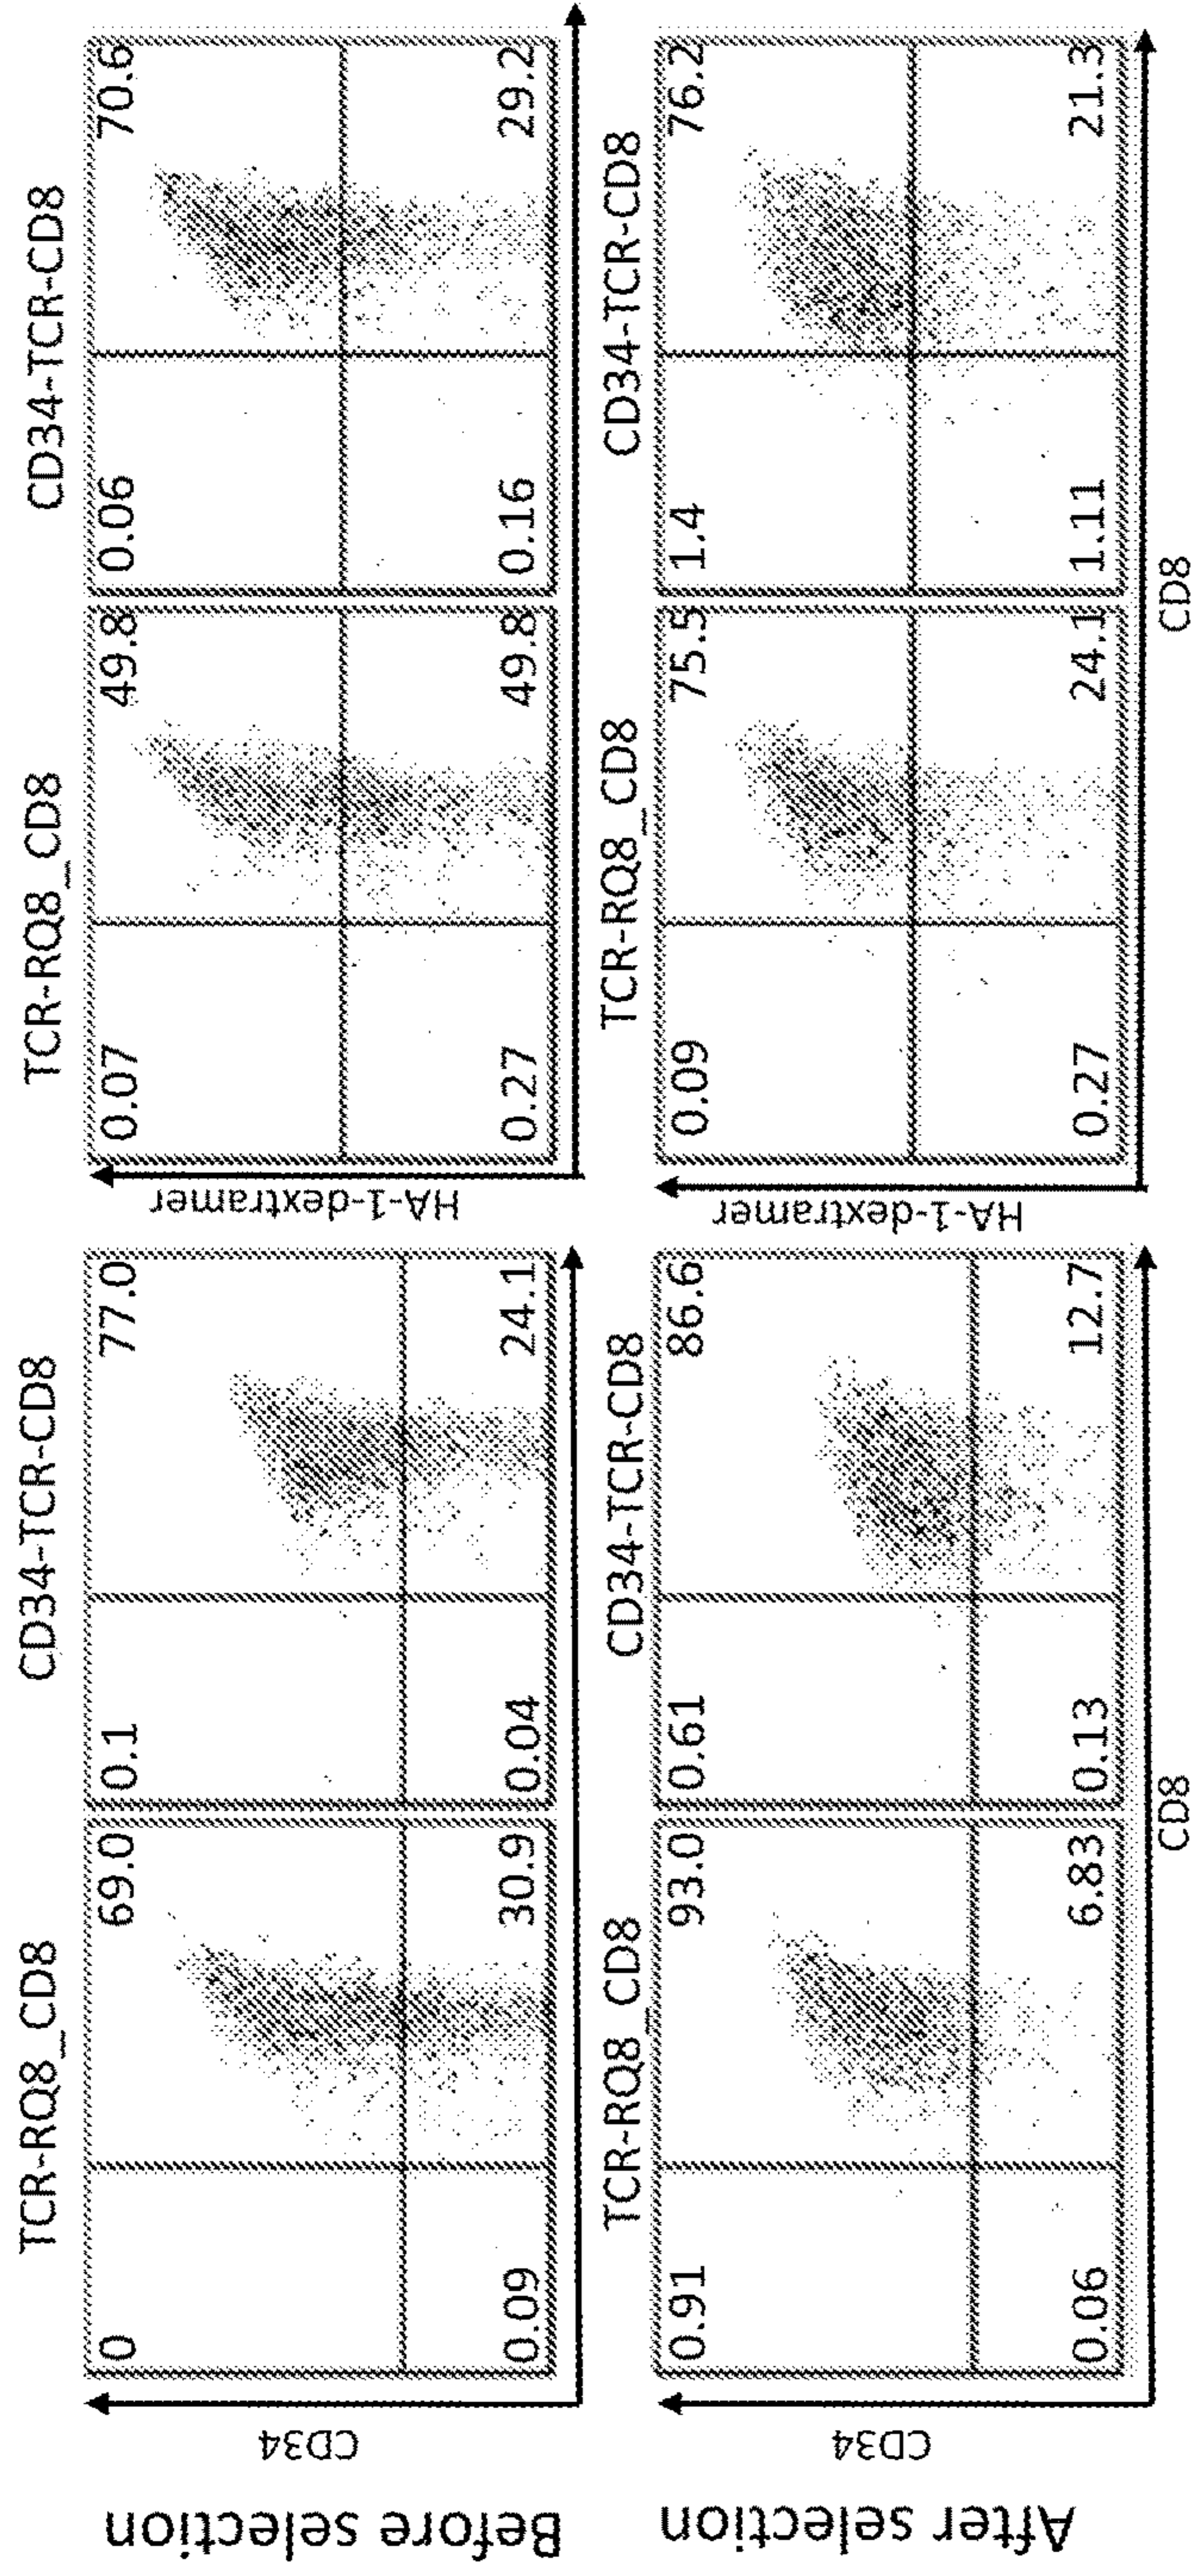 Before selection
CD34
TCR-RQ8_CD8
0
69.0
0.09
30.9
CD34-TCR-CD8
0.1
77.0
0.04
24.1
HA-1-dextramer
TCR-RQ8_CD8
0.07
49.8
0.27
49.8
CD34-TCR-CD8
0.06
70.6
0.16
29.2
After selection
CD34
TCR-RQ8_CD8
0.91
93.0
0.06
6.83
CD34-TCR-CD8
0.61
86.6
0.13
12.7
CD8
HA-1-dextramer
TCR-RQ8_CD8
0.09
75.5
0.27
24.1
CD34-TCR-CD8
1.4
76.2
1.11
21.3
CD8